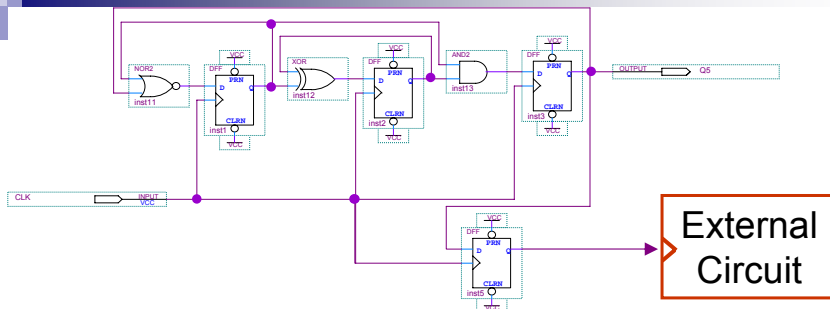 NOR2
inst11
DFF
VCC
PRN
D
Q
CLRN
inst1
VCC
XOR
inst12
DFF
VCC
PRN
D
Q
CLRN
inst2
VCC
AND2
inst13
DFF
VCC
PRN
D
Q
CLRN
inst3
VCC
OUTPUT
Q5
CLK
INPUT
VCC
DFF
VCC
PRN
D
Q
CLRN
inst5
VCC
External
Circuit